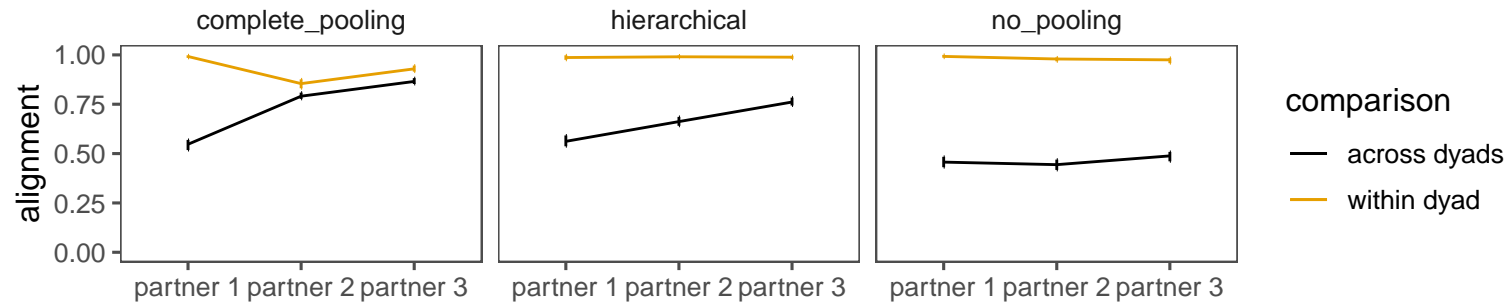 complete_pooling
hierarchical
no_pooling
alignment
1.00
0.75
0.50
0.25
0.00
partner 1 partner 2 partner 3
partner 1 partner 2 partner 3
partner 1 partner 2 partner 3
comparison
across dyads
within dyad